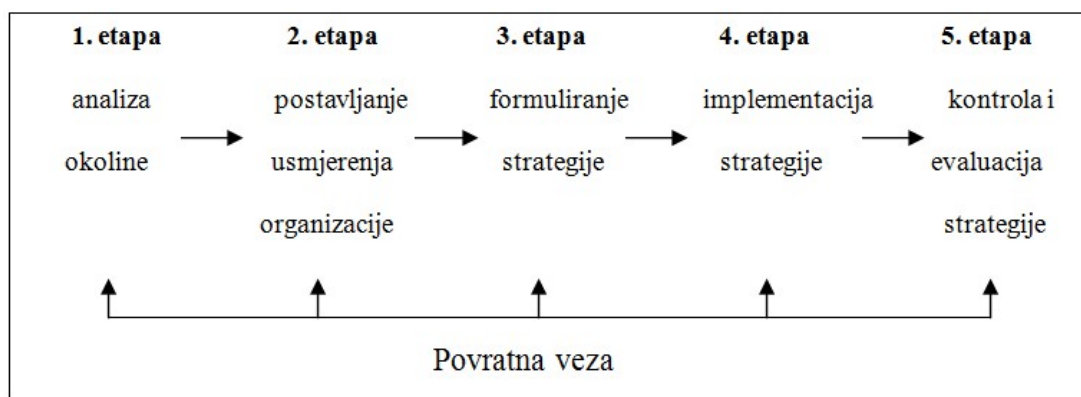 1. etapa 2. etapa 3. etapa 4. etapa 5. etapa
analiza postavljanje formuliranje implementacija kontrola i
okoline usmjerenja strategije strategije evaluacija
organizacije strategije
Povratna veza